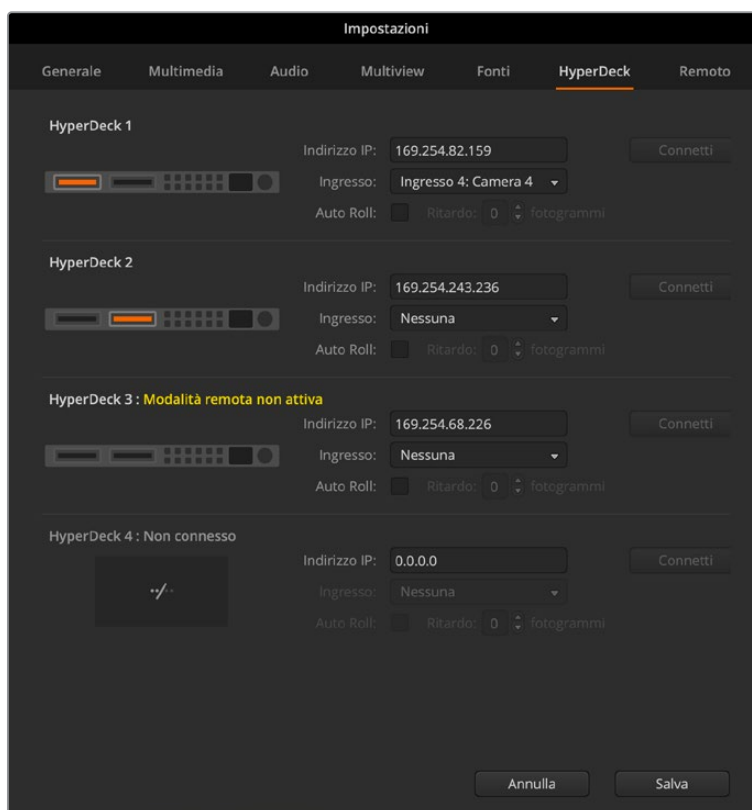 Impostazioni
Generale Multimedia Audio Multiview Fonti HyperDeck Remoto
HyperDeck 1
Indirizzo IP: 169.254.82.159 Connetti
Ingresso: Ingresso 4: Camera 4
Auto Roll: Ritardo: 0 fotogrammi
HyperDeck 2
Indirizzo IP: 169.254.243.236 Connetti
Ingresso: Nessuna
Auto Roll: Ritardo: 0 fotogrammi
HyperDeck 3 : Modalità remota non attiva
Indirizzo IP: 169.254.68.226 Connetti
Ingresso: Nessuna
Auto Roll: Ritardo: 0 fotogrammi
HyperDeck 4 : Non connesso
Indirizzo IP: 0.0.0.0 Connetti
Ingresso: Nessuna
Auto Roll: Ritardo: 0 fotogrammi
Annulla Salva